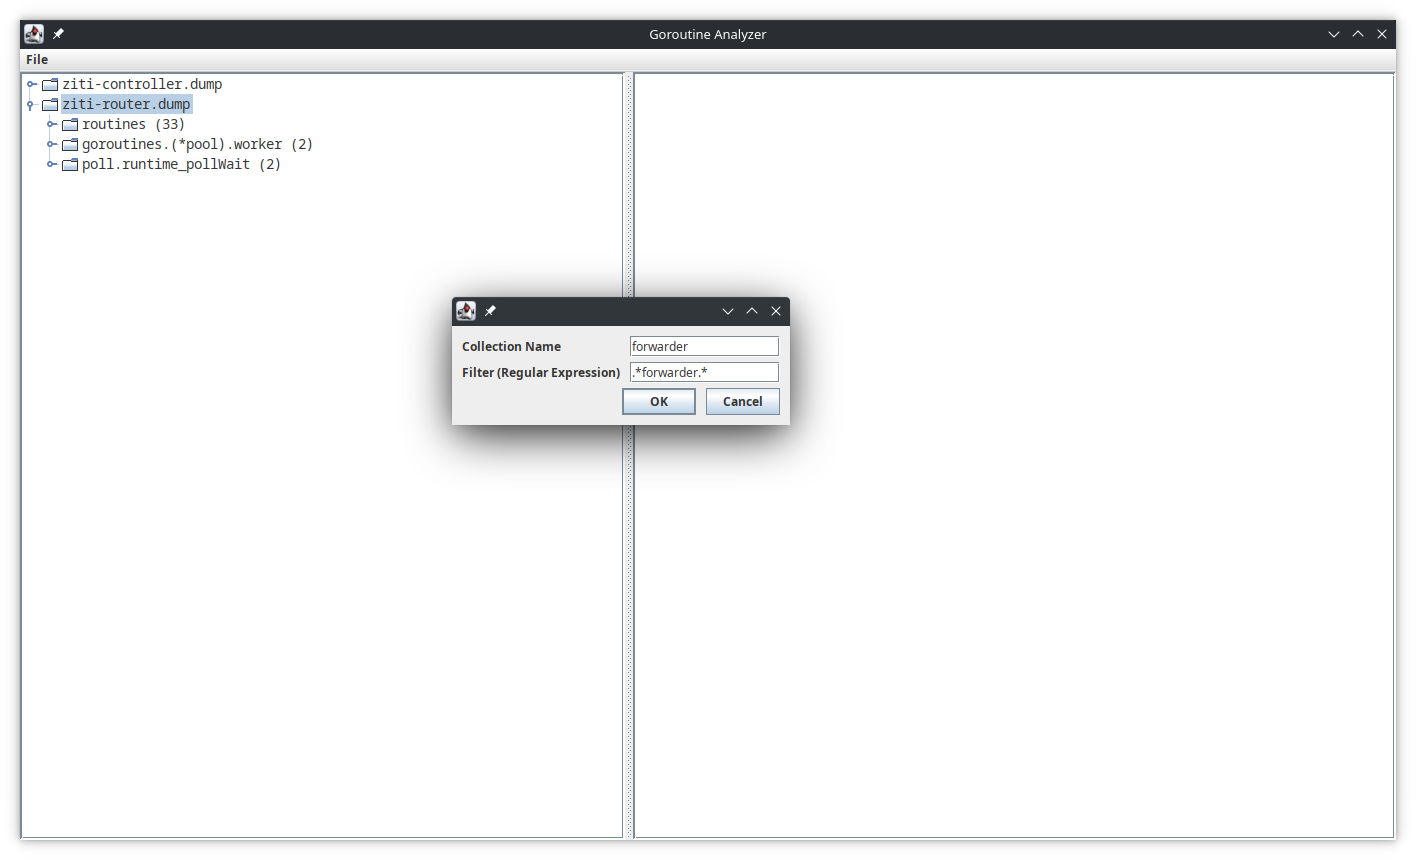 Goroutine Analyzer
File
ziti-controller.dump
ziti-router.dump
routines (33)
goroutines.(*pool).worker (2)
poll.runtime_pollWait (2)
Collection Name forwarder
Filter (Regular Expression) .*forwarder.*
OK Cancel